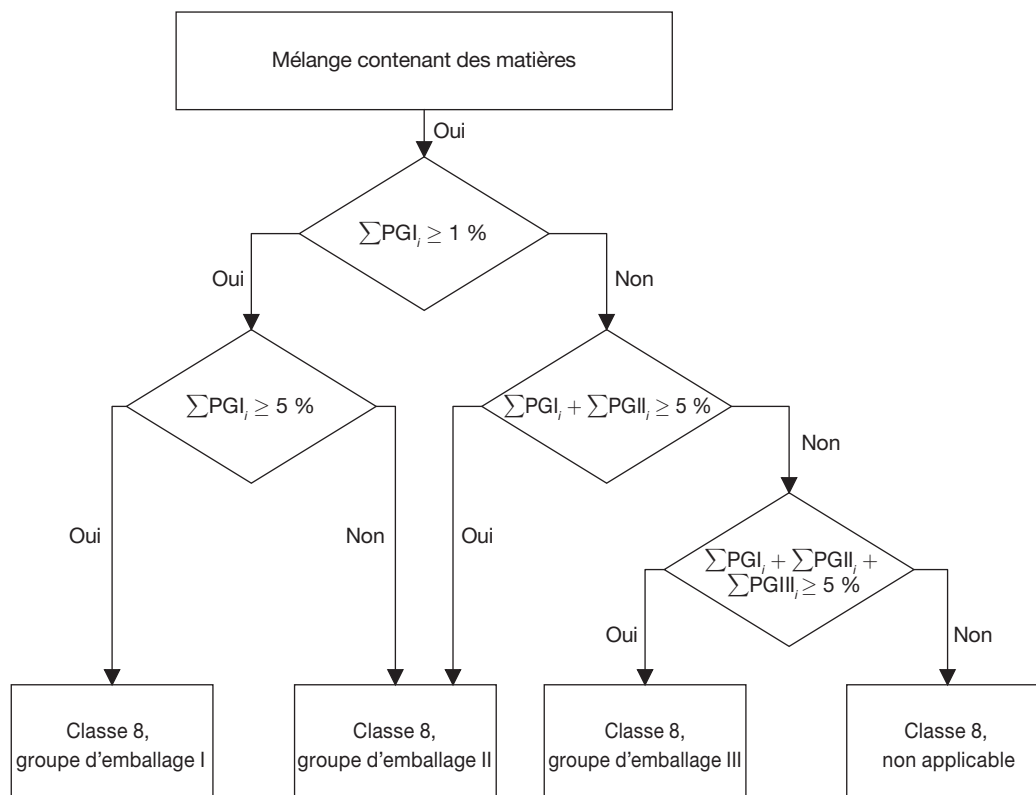 Mélange contenant des matières
Oui
∑PGIᵢ ≥ 1 %
Oui
Non
∑PGIᵢ ≥ 5 %
∑PGIᵢ + ∑PGIIᵢ ≥ 5 %
Non
Oui
Non
Oui
∑PGIᵢ + ∑PGIIᵢ +
∑PGIIIᵢ ≥ 5 %
Oui
Non
Classe 8,
groupe d'emballage I
Classe 8,
groupe d'emballage II
Classe 8,
groupe d'emballage III
Classe 8,
non applicable